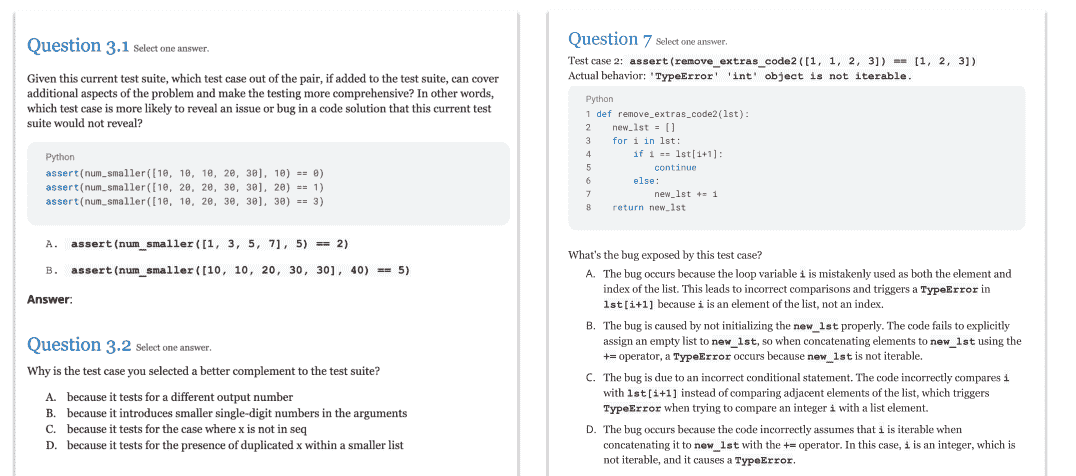 Question 3.1 Select one answer.
Given this current test suite, which test case out of the pair, if added to the test suite, can cover
additional aspects of the problem and make the testing more comprehensive? In other words,
which test case is more likely to reveal an issue or bug in a code solution that this current test
suite would not reveal?
Python
assert(num_smaller([10, 10, 10, 20, 30], 10) == 0)
assert(num_smaller([10, 20, 20, 30, 30], 20) == 1)
assert(num_smaller([10, 10, 20, 30, 30], 30) == 3)
A. assert(num_smaller([1, 3, 5, 7], 5) == 2)
B. assert(num_smaller([10, 10, 20, 30, 30], 40) == 5)
Answer:
Question 3.2 Select one answer.
Why is the test case you selected a better complement to the test suite?
A. because it tests for a different output number
B. because it introduces smaller single-digit numbers in the arguments
C. because it tests for the case where x is not in seq
D. because it tests for the presence of duplicated x within a smaller list
Question 7 Select one answer.
Test case 2: assert(remove_extras_code2([1, 1, 2, 3]) == [1, 2, 3])
Actual behavior: 'TypeError' 'int' object is not iterable.
Python
1 def remove_extras_code2(lst):
2 new_lst = []
3 for i in lst:
4 if i == lst[i+1]:
5 continue
6 else:
7 new_lst += i
8 return new_lst
What's the bug exposed by this test case?
A. The bug occurs because the loop variable i is mistakenly used as both the element and
index of the list. This leads to incorrect comparisons and triggers a TypeError in
lst[i+1] because i is an element of the list, not an index.
B. The bug is caused by not initializing the new_lst properly. The code fails to explicitly
assign an empty list to new_lst, so when concatenating elements to new_lst using the
+= operator, a TypeError occurs because new_lst is not iterable.
C. The bug is due to an incorrect conditional statement. The code incorrectly compares i
with lst[i+1] instead of comparing adjacent elements of the list, which triggers
TypeError when trying to compare an integer i with a list element.
D. The bug occurs because the code incorrectly assumes that i is iterable when
concatenating it to new_lst with the += operator. In this case, i is an integer, which is
not iterable, and it causes a TypeError.